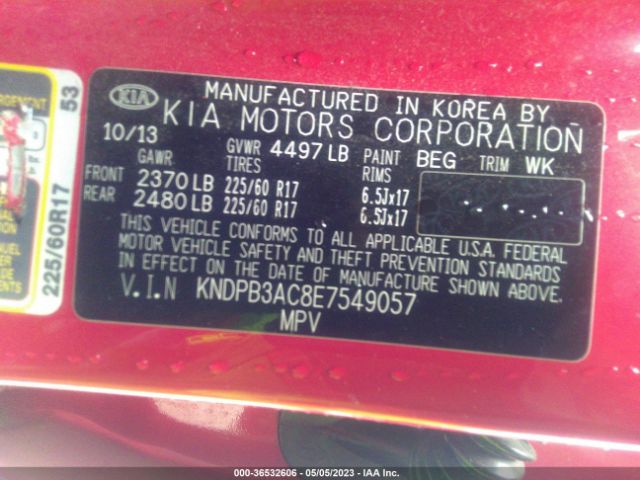 KIA
MANUFACTURED IN KOREA BY
KIA MOTORS CORPORATION
10/13
GVWR 4497 LB
PAINT BEG TRIM WK
GAWR TIRES RIMS
FRONT 2370 LB 225/60 R17 6.5Jx17
REAR 2480 LB 225/60 R17 6.5Jx17
THIS VEHICLE CONFORMS TO ALL APPLICABLE U.S.A. FEDERAL
MOTOR VEHICLE SAFETY AND THEFT PREVENTION STANDARDS
IN EFFECT ON THE DATE OF MANUFACTURE SHOWN ABOVE.
V.I.N KNDPB3AC8E7549057
MPV
53
225/60R17
000-36532606 - 05/05/2023 - IAA Inc.